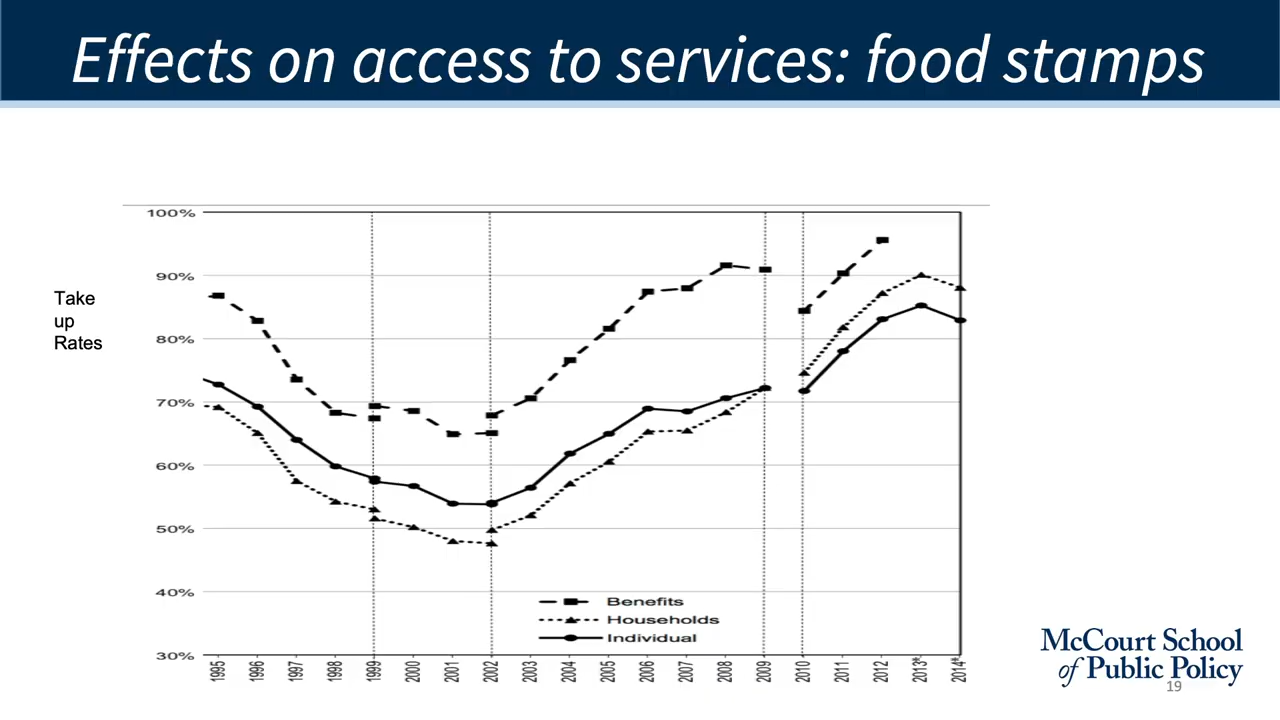 Effects on access to services: food stamps
100%
90%
Take
up
Rates
80%
70%
60%
50%
40%
30%
Benefits
Households
Individual
1995 1996 1997 1998 1999 2000 2001 2002 2003 2004 2005 2006 2007 2008 2009 2010 2011 2012 2013* 2014*
McCourt School
of Public Policy
19